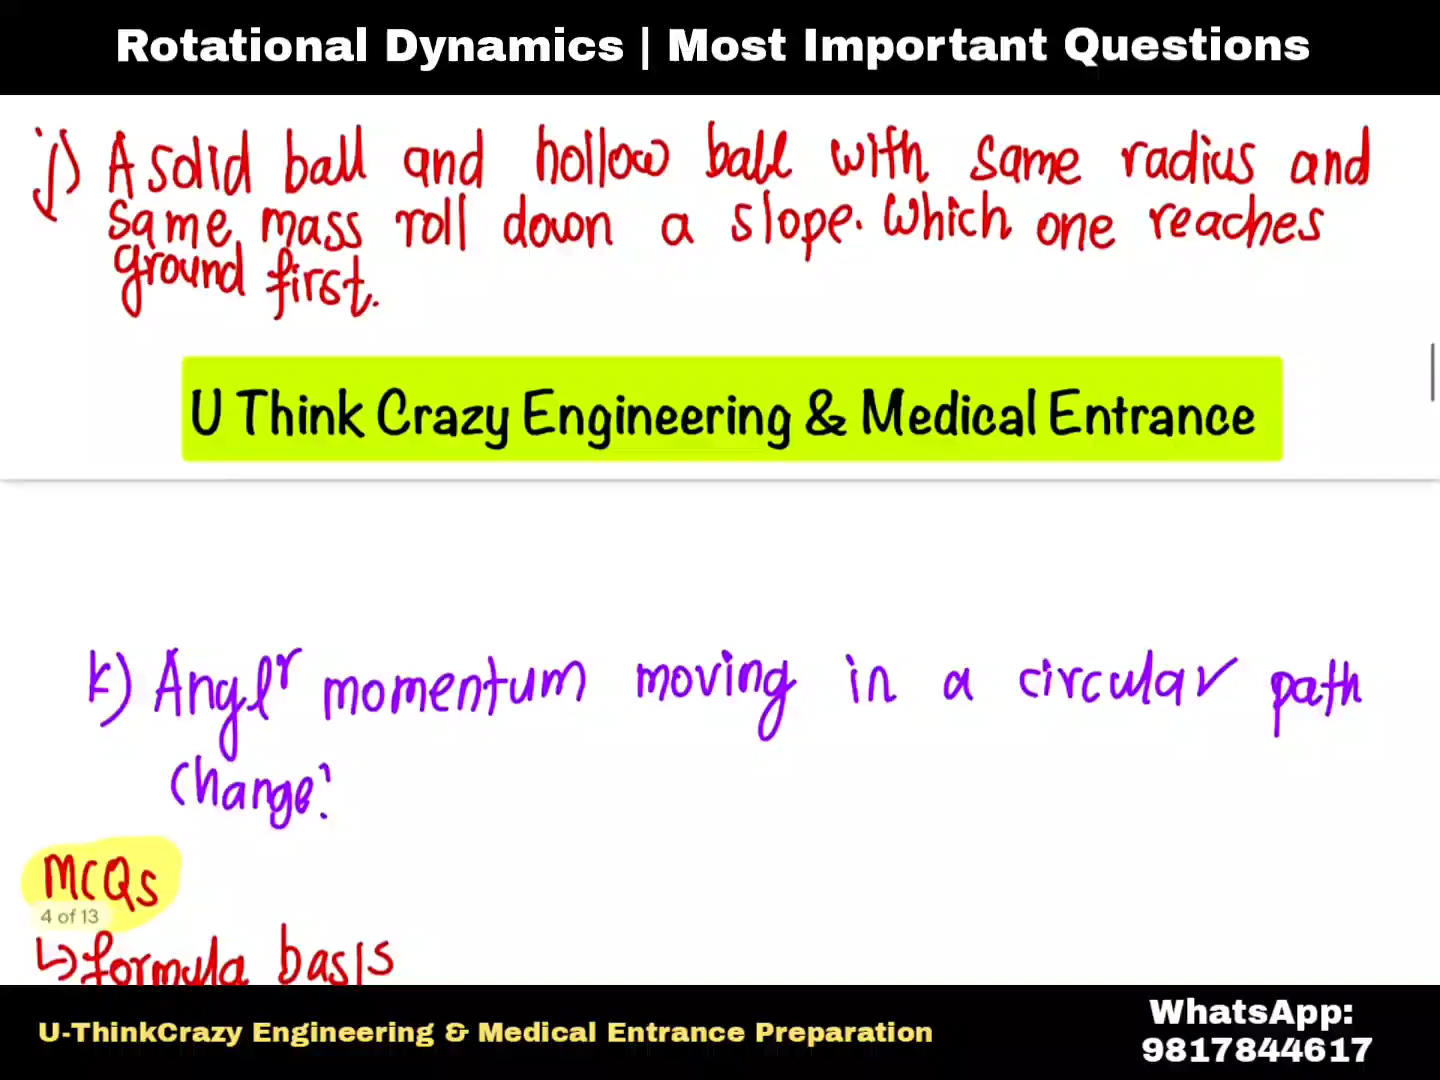 Rotational Dynamics | Most Important Questions
j) A solid ball and hollow ball with same radius and
same mass roll down a slope. Which one reaches
ground first.
U Think Crazy Engineering & Medical Entrance
k) Anglr momentum moving in a circular path
change?
MCQs
4 of 13
↳ formula basis
U-ThinkCrazy Engineering & Medical Entrance Preparation
WhatsApp:
9817844617